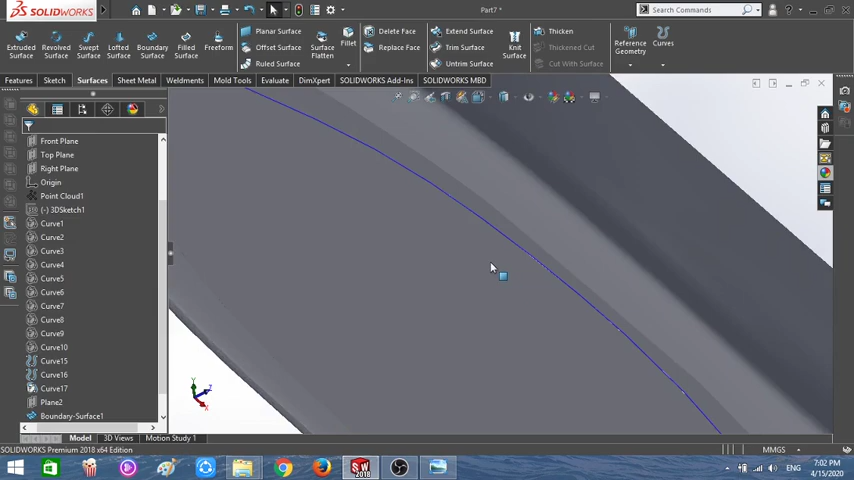 SOLIDWORKS
Part7 *
Search Commands
Extruded Surface
Revolved Surface
Swept Surface
Lofted Surface
Boundary Surface
Filled Surface
Freeform
Planar Surface
Offset Surface
Ruled Surface
Surface Flatten
Fillet
Delete Face
Replace Face
Extend Surface
Trim Surface
Untrim Surface
Knit Surface
Thicken
Thickened Cut
Cut With Surface
Reference Geometry
Curves
Features Sketch Surfaces Sheet Metal Weldments Mold Tools Evaluate DimXpert SOLIDWORKS Add-Ins SOLIDWORKS MBD
Front Plane
Top Plane
Right Plane
Origin
Point Cloud1
(-) 3DSketch1
Curve1
Curve2
Curve3
Curve4
Curve5
Curve6
Curve7
Curve8
Curve9
Curve10
Curve15
Curve16
Curve17
Plane2
Boundary-Surface1
Y
Z
X
Model 3D Views Motion Study 1
SOLIDWORKS Premium 2018 x64 Edition
MMGS
SW 2018
ENG
7:02 PM
4/15/2020